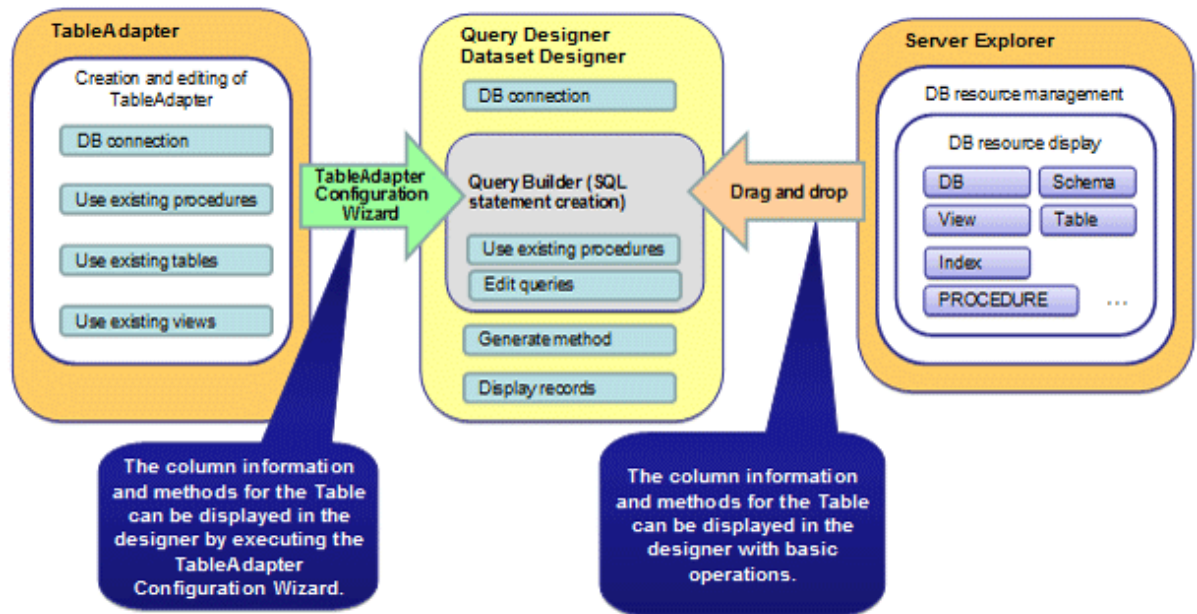 TableAdapter
Creation and editing of
TableAdapter
DB connection
Use existing procedures
Use existing tables
Use existing views
TableAdapter
Configuration
Wizard
Query Designer
Dataset Designer
DB connection
Query Builder (SQL
statement creation)
Use existing procedures
Edit queries
Generate method
Display records
Drag and drop
Server Explorer
DB resource management
DB resource display
DB
Schema
View
Table
Index
PROCEDURE
...
The column information
and methods for the Table
can be displayed in the
designer by executing the
TableAdapter
Configuration Wizard.
The column information
and methods for the Table
can be displayed in the
designer with basic
operations.